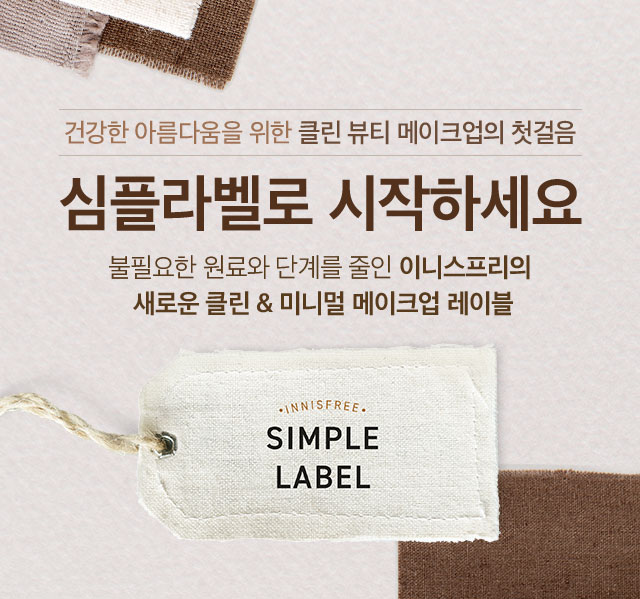 건강한 아름다움을 위한 클린 뷰티 메이크업의 첫걸음
심플라벨로 시작하세요
불필요한 원료와 단계를 줄인 이니스프리의
새로운 클린 & 미니멀 메이크업 레이블
•INNISFREE•
SIMPLE
LABEL